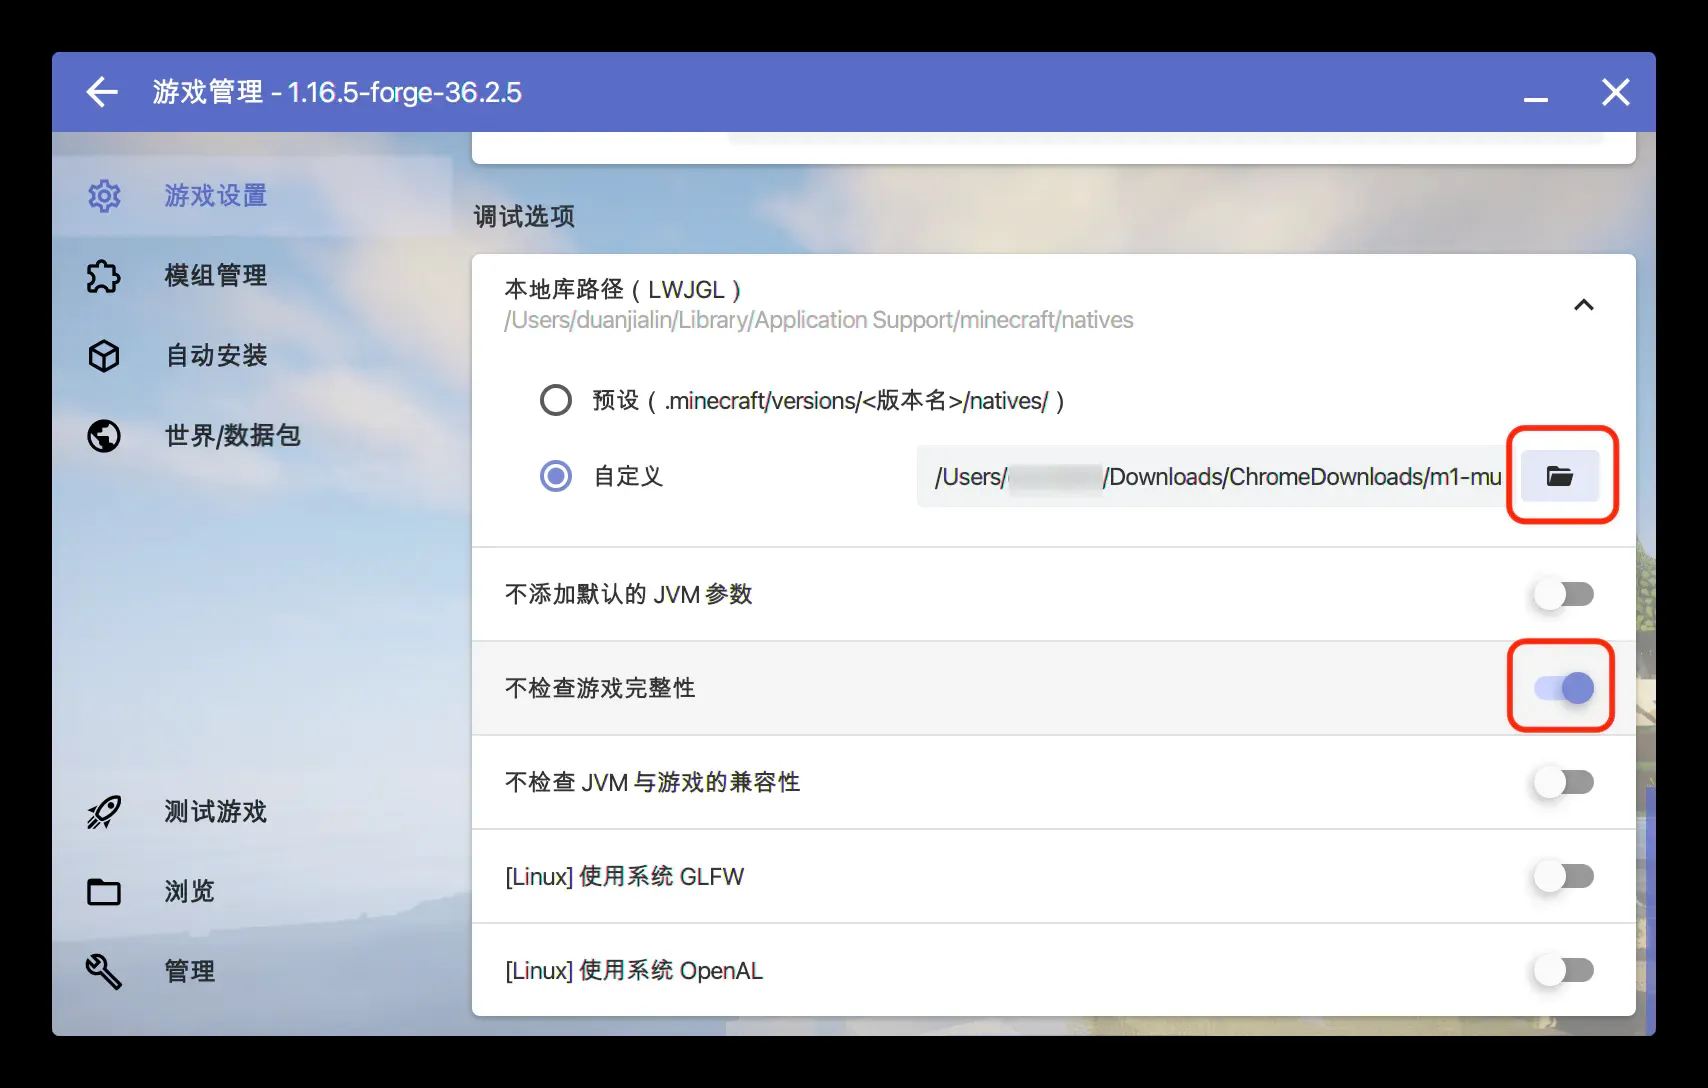 游戏管理 - 1.16.5-forge-36.2.5
游戏设置
模组管理
自动安装
世界/数据包
测试游戏
浏览
管理
调试选项
本地库路径（LWJGL）
/Users/duanjialin/Library/Application Support/minecraft/natives
预设（.minecraft/versions/<版本名>/natives/）
自定义
/Users/ /Downloads/ChromeDownloads/m1-mu
不添加默认的 JVM 参数
不检查游戏完整性
不检查 JVM 与游戏的兼容性
[Linux] 使用系统 GLFW
[Linux] 使用系统 OpenAL